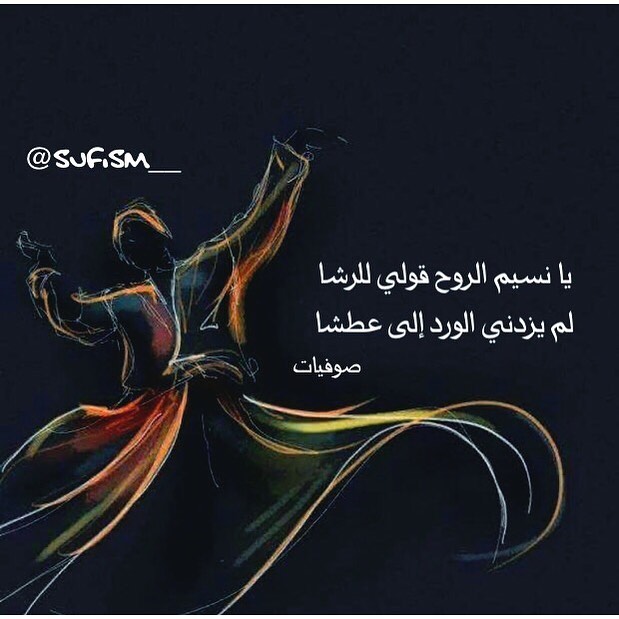 @SUFiSM__
يا نسيم الروح قولي للرشا
لم يزدني الورد إلى عطشا
صوفيات